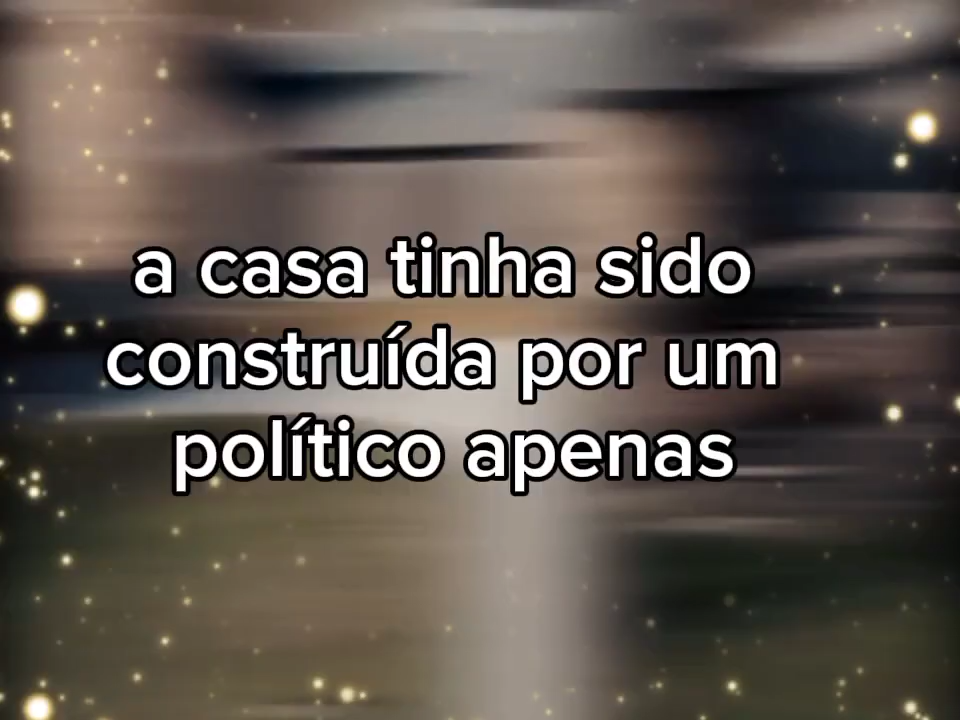 a casa tinha sido
construída por um
político apenas